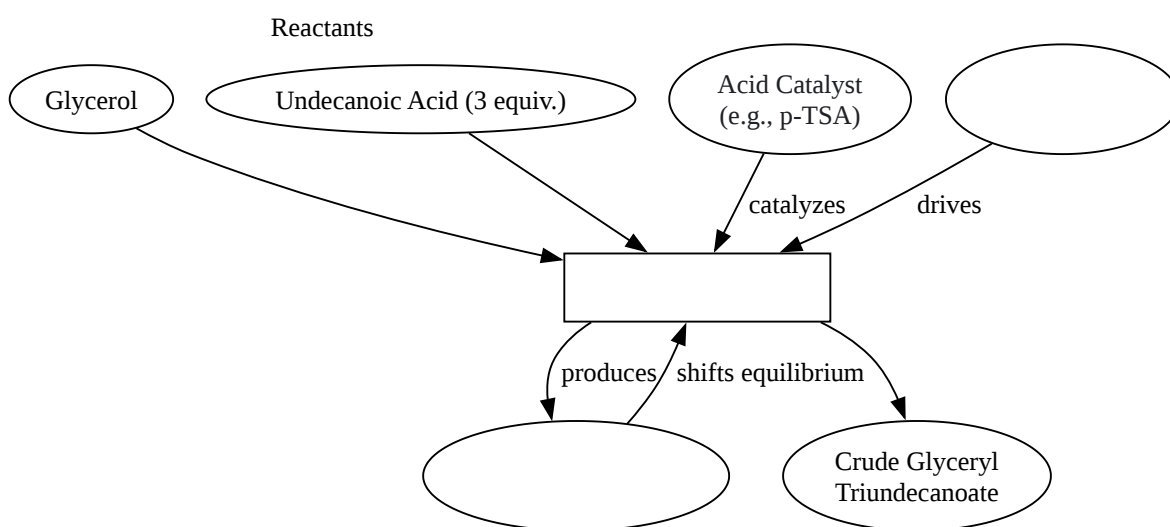 Reactants
Glycerol
Undecanoic Acid (3 equiv.)
Acid Catalyst
(e.g., p-TSA)
catalyzes
drives
produces
shifts equilibrium
Crude Glyceryl
Triundecanoate